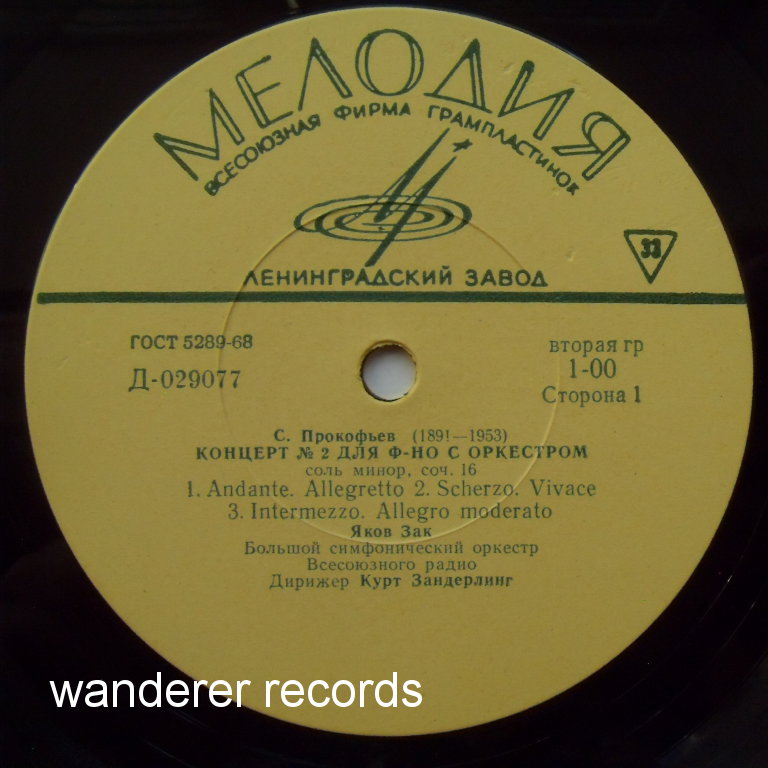 МЕЛОДИЯ
ВСЕСОЮЗНАЯ ФИРМА ГРАМПЛАСТИНОК
33
ЛЕНИНГРАДСКИЙ ЗАВОД
ГОСТ 5289-68
вторая гр
Д-029077
1-00
Сторона 1
С. Прокофьев (1891—1953)
КОНЦЕРТ № 2 ДЛЯ Ф-НО С ОРКЕСТРОМ
соль минор, соч. 16
1. Andante. Allegretto 2. Scherzo. Vivace
3. Intermezzo. Allegro moderato
Яков Зак
Большой симфонический оркестр
Всесоюзного радио
Дирижер Курт Зандерлинг
wanderer records